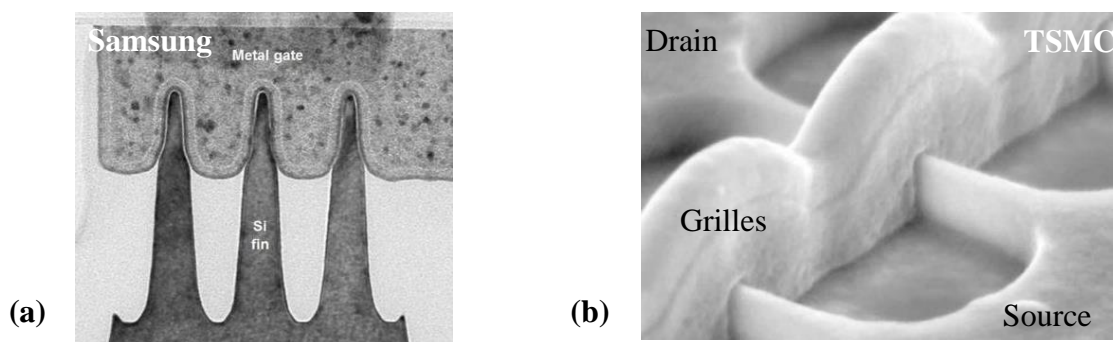 Samsung
Metal gate
Si
fin
(a)
Drain
TSMC
Grilles
Source
(b)